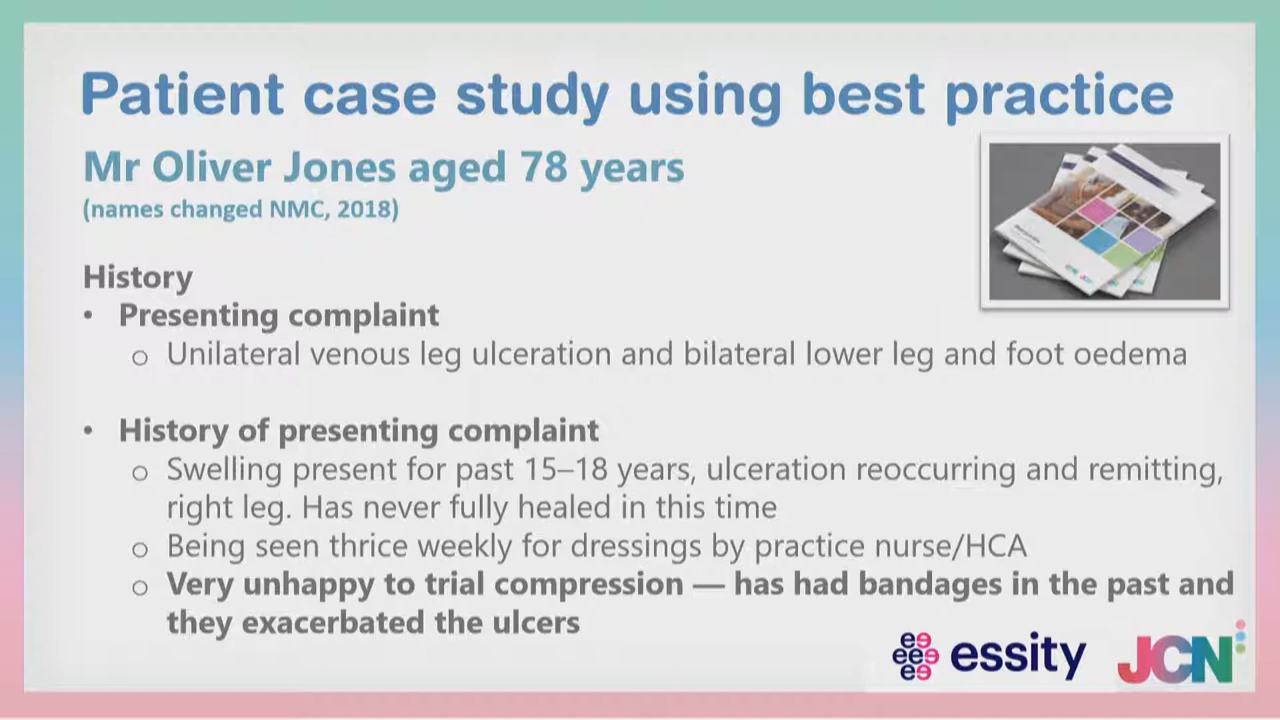 Patient case study using best practice
Mr Oliver Jones aged 78 years
(names changed NMC, 2018)
History
• Presenting complaint
o Unilateral venous leg ulceration and bilateral lower leg and foot oedema
• History of presenting complaint
o Swelling present for past 15–18 years, ulceration reoccurring and remitting,
right leg. Has never fully healed in this time
o Being seen thrice weekly for dressings by practice nurse/HCA
o Very unhappy to trial compression — has had bandages in the past and
they exacerbated the ulcers
essity
JCN